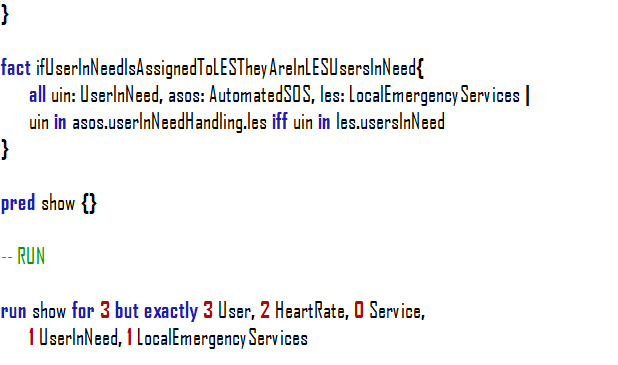 }
fact ifUserInNeedIsAssignedToLESTheyAreInLESUsersInNeed{
all uin: UserInNeed, asos: AutomatedSOS, les: LocalEmergencyServices |
uin in asos.userInNeedHandling.les iff uin in les.usersInNeed
}
pred show {}
-- RUN
run show for 3 but exactly 3 User, 2 HeartRate, 0 Service,
1 UserInNeed, 1 LocalEmergencyServices